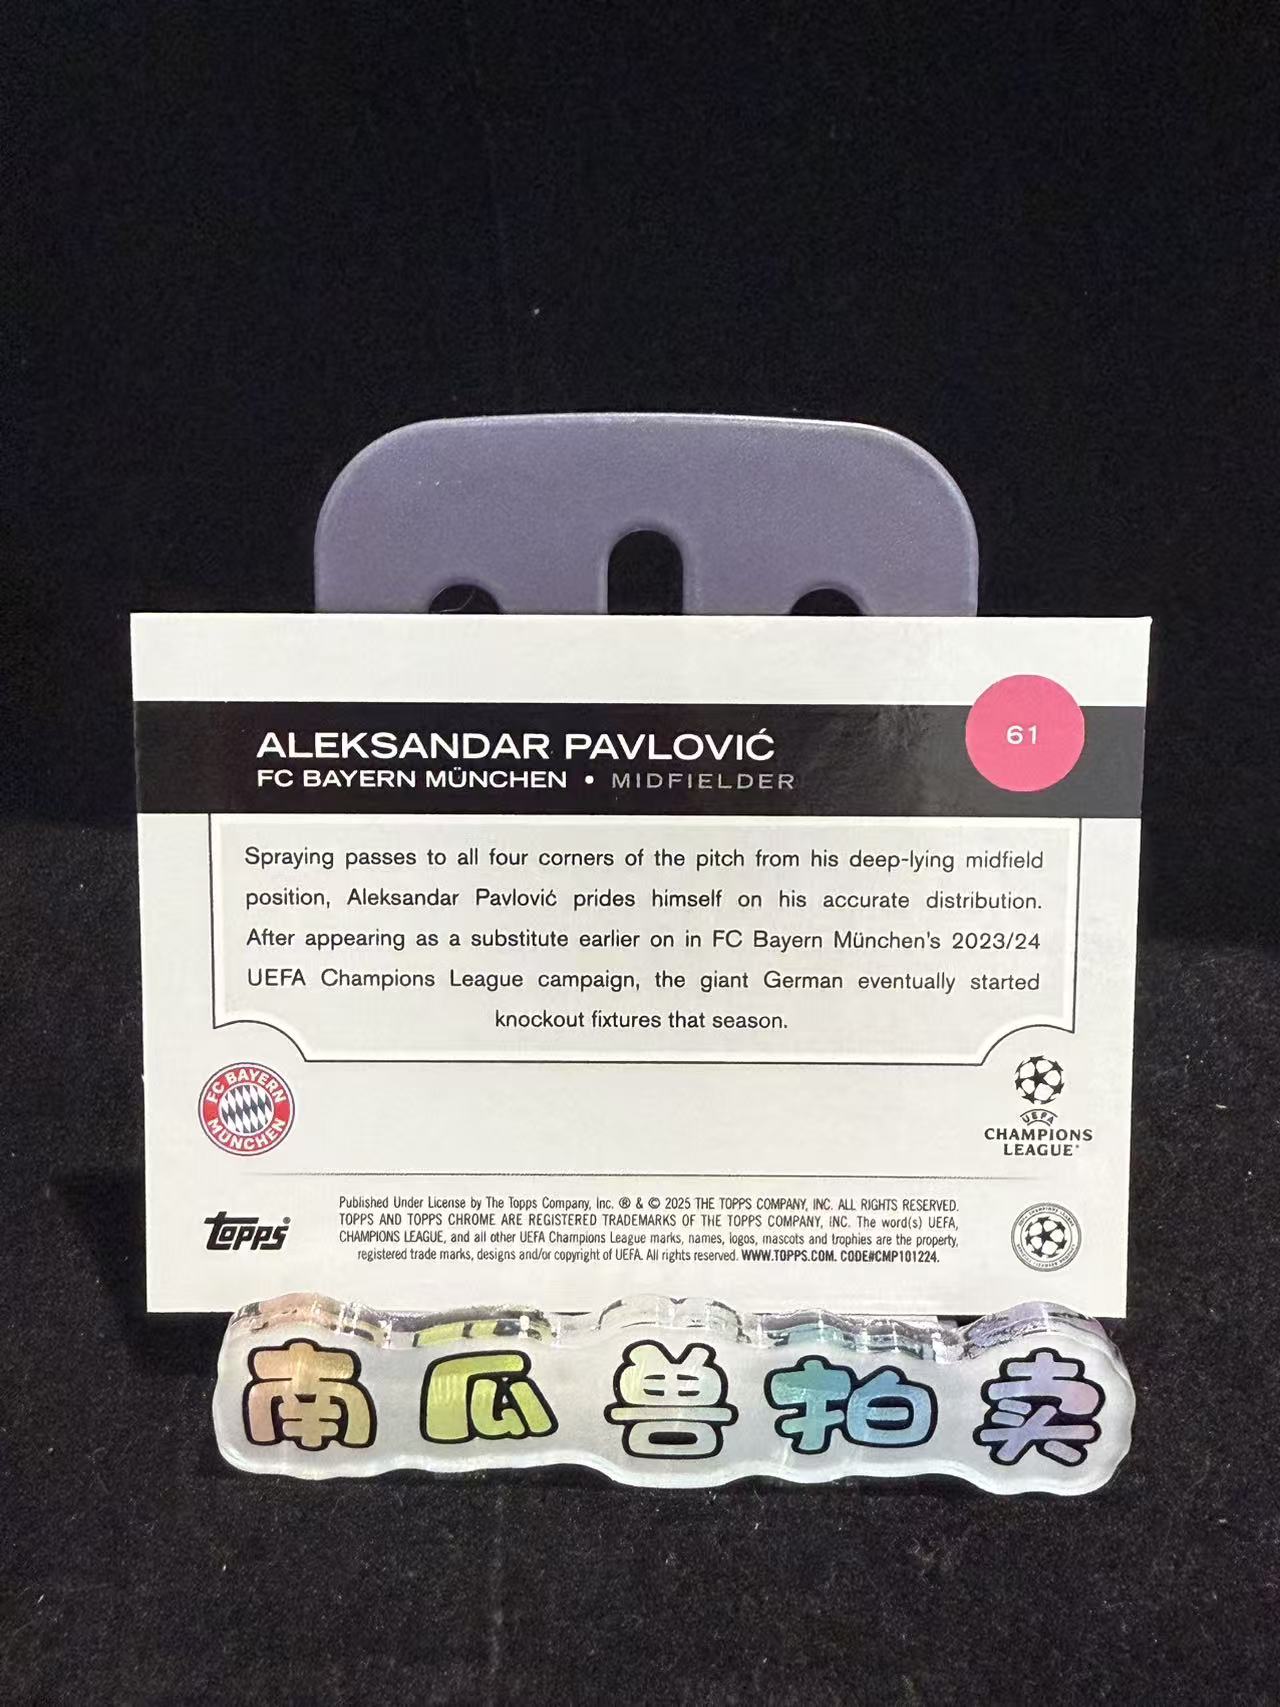 61
ALEKSANDAR PAVLOVIĆ
FC BAYERN MÜNCHEN • MIDFIELDER
Spraying passes to all four corners of the pitch from his deep-lying midfield
position, Aleksandar Pavlović prides himself on his accurate distribution.
After appearing as a substitute earlier on in FC Bayern München's 2023/24
UEFA Champions League campaign, the giant German eventually started
knockout fixtures that season.
FC BAYERN
MÜNCHEN
UEFA
CHAMPIONS
LEAGUE®
topps®
Published Under License by The Topps Company, Inc. ® & © 2025 THE TOPPS COMPANY, INC. ALL RIGHTS RESERVED.
TOPPS AND TOPPS CHROME ARE REGISTERED TRADEMARKS OF THE TOPPS COMPANY, INC. The word(s) UEFA,
CHAMPIONS LEAGUE, and all other UEFA Champions League marks, names, logos, mascots and trophies are the property,
registered trade marks, designs and/or copyright of UEFA. All rights reserved. WWW.TOPPS.COM. CODE#CMP101224.
南瓜兽拍卖